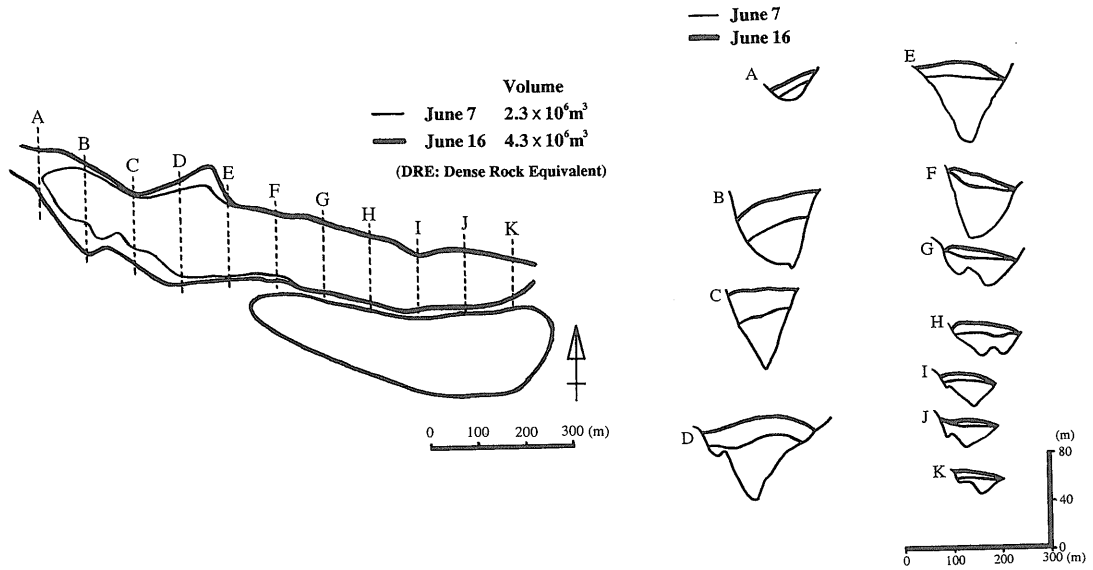 Volume
June 7 2.3 x 10⁶m³
June 16 4.3 x 10⁶m³
(DRE: Dense Rock Equivalent)
A
B
C
D
E
F
G
H
I
J
K
0 100 200 300 (m)
June 7
June 16
A
B
C
D
E
F
G
H
I
J
K
(m)
80
40
0
0 100 200 300 (m)